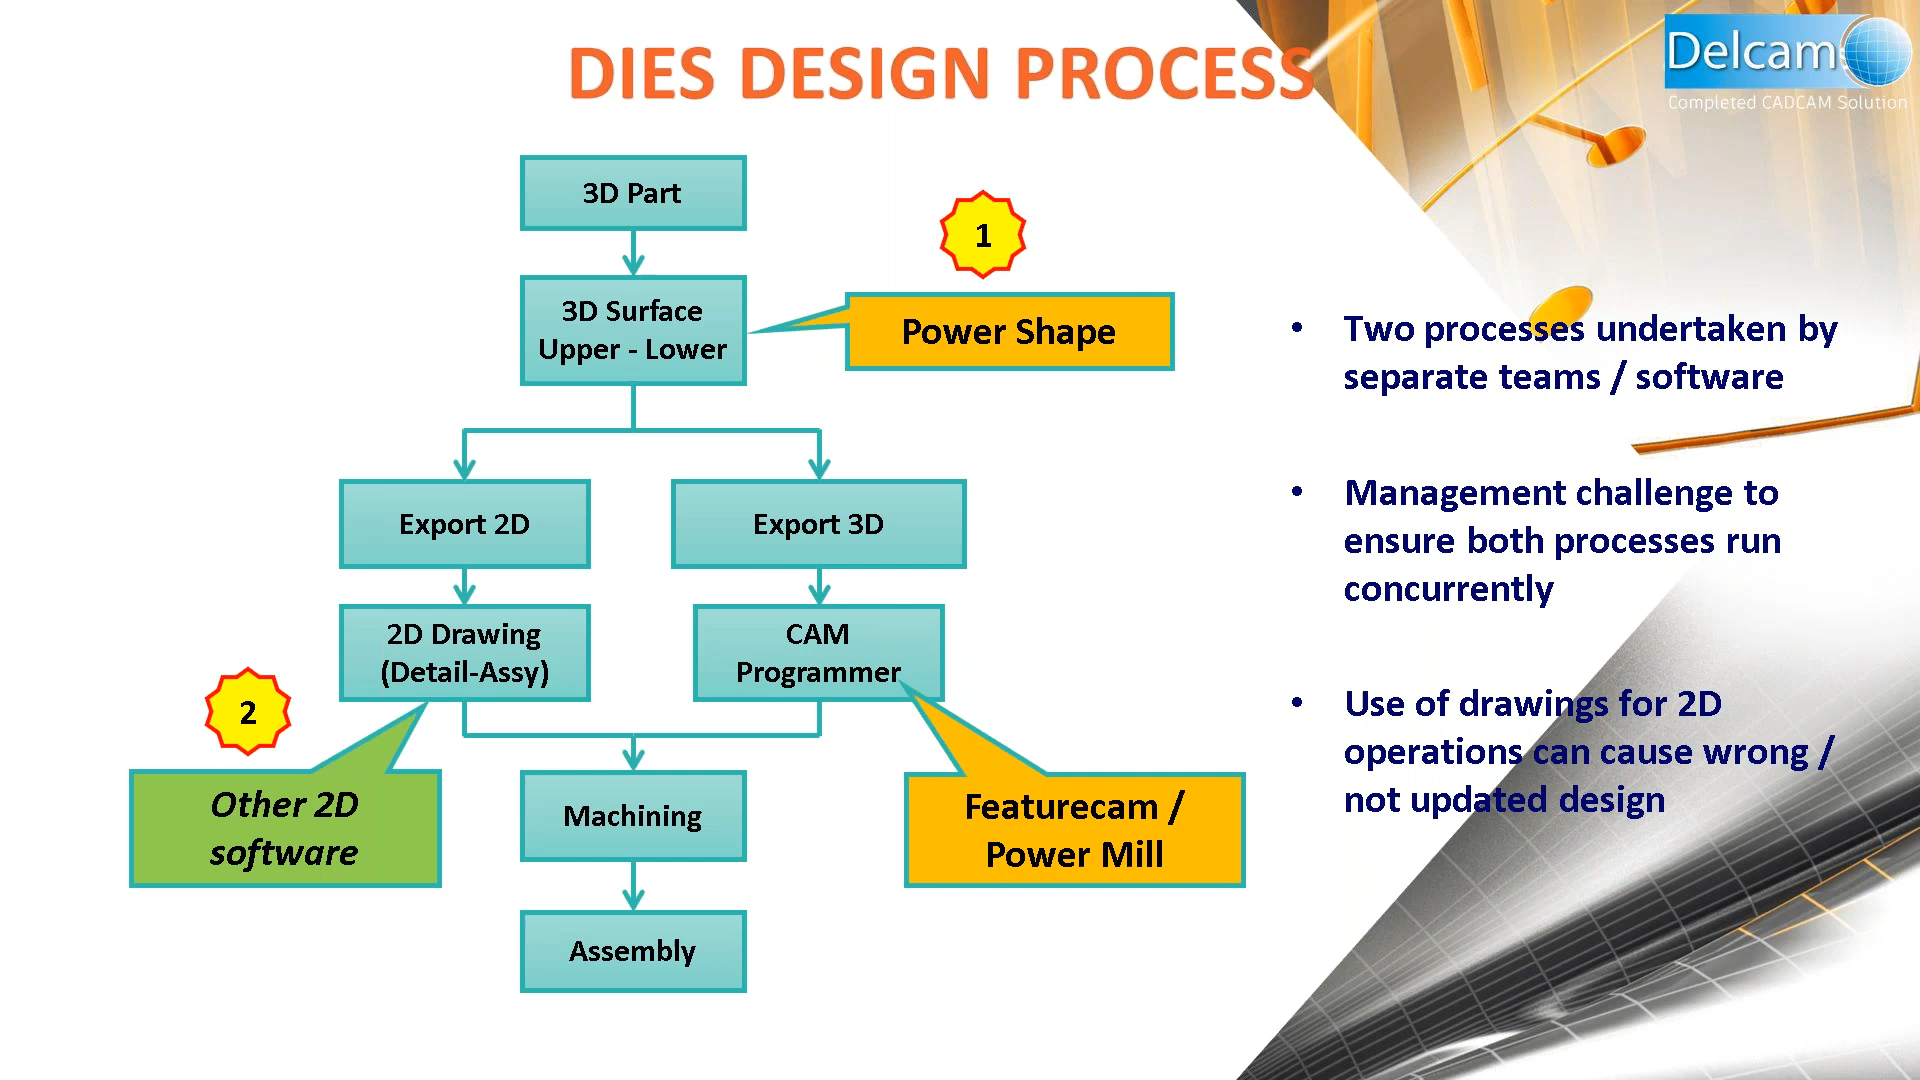 DIES DESIGN PROCESS
Delcam
Completed CADCAM Solution
3D Part
1
3D Surface
Upper - Lower
Power Shape
Export 2D
Export 3D
2D Drawing
(Detail-Assy)
CAM
Programmer
2
Other 2D
software
Machining
Featurecam /
Power Mill
Assembly
• Two processes undertaken by
separate teams / software
• Management challenge to
ensure both processes run
concurrently
• Use of drawings for 2D
operations can cause wrong /
not updated design